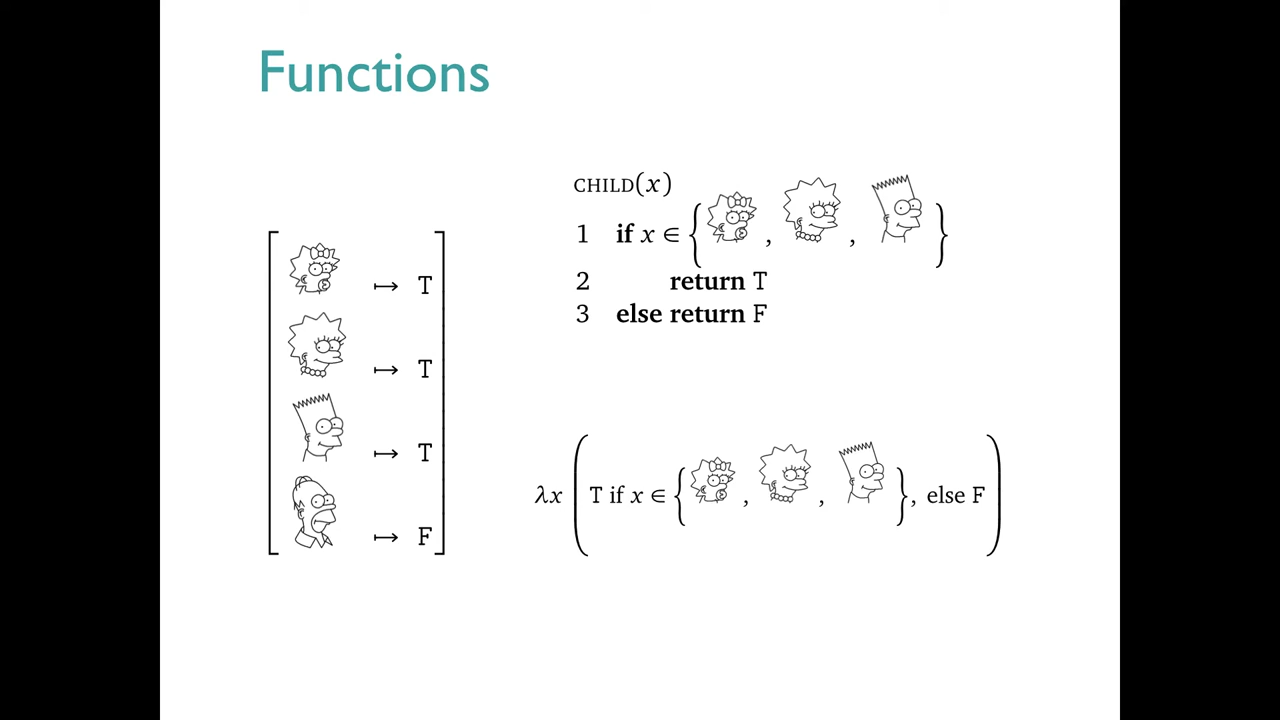 Functions
↦ T
↦ T
↦ T
↦ F
CHILD(x)
1 if x ∈ { , , }
2 return T
3 else return F
λx ( T if x ∈ { , , }, else F )